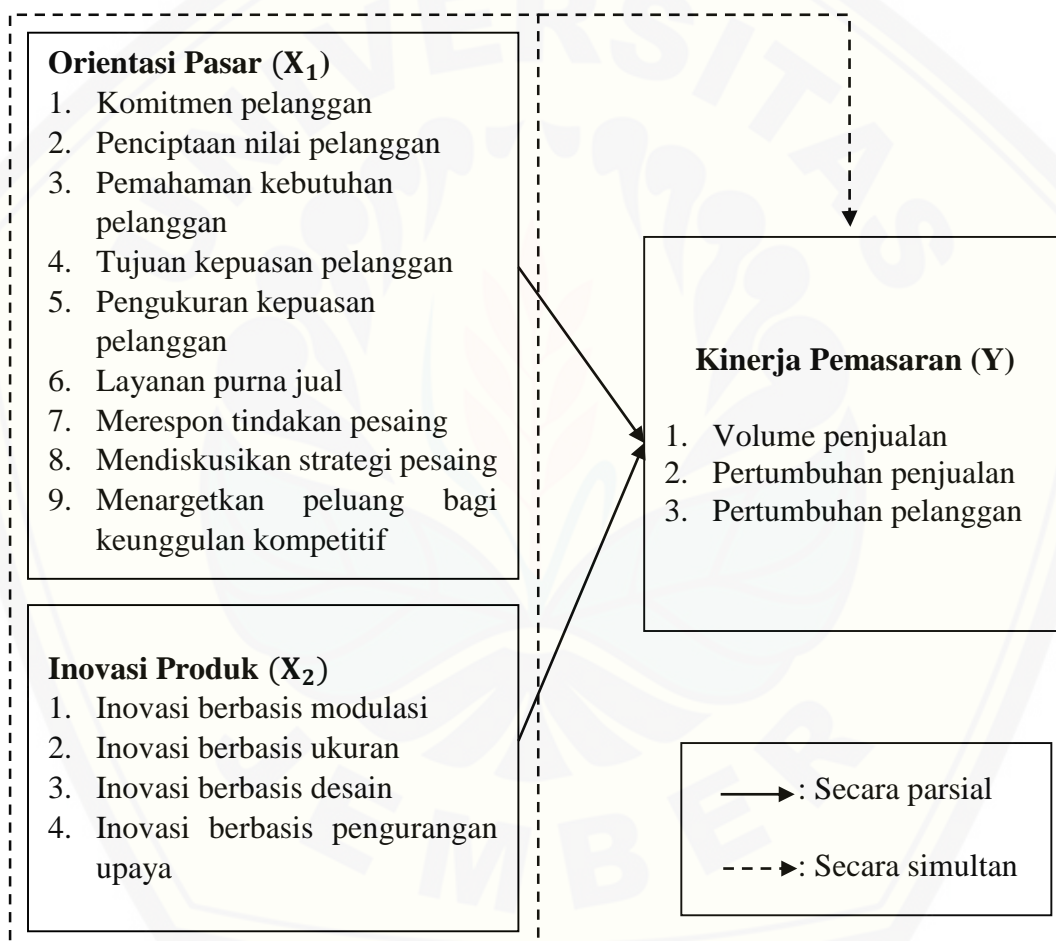 UNIVERSITAS
Orientasi Pasar (X₁)
1. Komitmen pelanggan
2. Penciptaan nilai pelanggan
3. Pemahaman kebutuhan
pelanggan
4. Tujuan kepuasan pelanggan
5. Pengukuran kepuasan
pelanggan
6. Layanan purna jual
7. Merespon tindakan pesaing
8. Mendiskusikan strategi pesaing
9. Menargetkan peluang bagi
keunggulan kompetitif
Inovasi Produk (X₂)
1. Inovasi berbasis modulasi
2. Inovasi berbasis ukuran
3. Inovasi berbasis desain
4. Inovasi berbasis pengurangan
upaya
Kinerja Pemasaran (Y)
1. Volume penjualan
2. Pertumbuhan penjualan
3. Pertumbuhan pelanggan
: Secara parsial
: Secara simultan
JEMBER